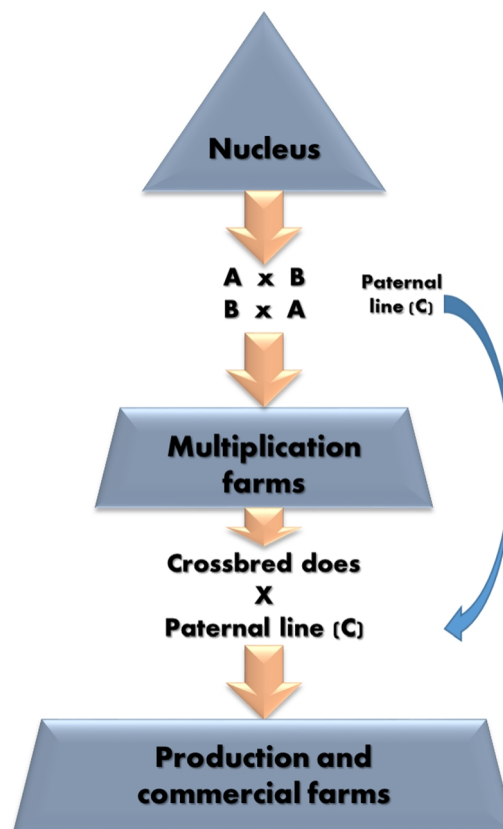 Nucleus
A x B
B x A
Paternal
line (C)
Multiplication
farms
Crossbred does
X
Paternal line (C)
Production and
commercial farms